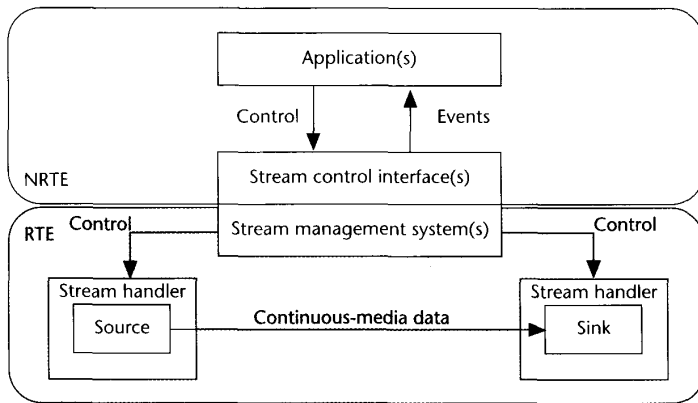 Application(s)
Control
Events
NRTE
Stream control interface(s)
RTE
Control
Stream management system(s)
Control
Stream handler
Source
Continuous-media data
Stream handler
Sink